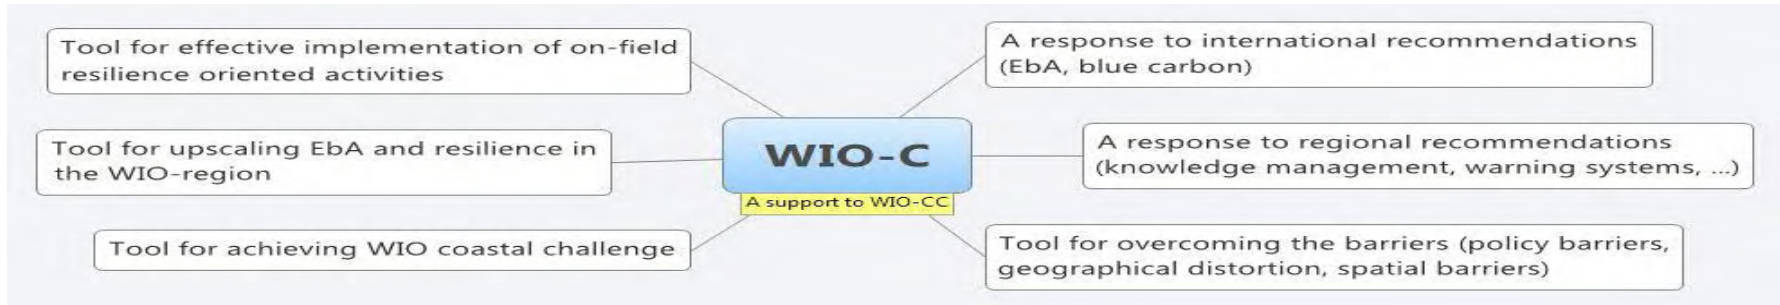 Tool for effective implementation of on-field
resilience oriented activities
Tool for upscaling EbA and resilience in
the WIO-region
Tool for achieving WIO coastal challenge
WIO-C
A support to WIO-CC
A response to international recommendations
(EbA, blue carbon)
A response to regional recommendations
(knowledge management, warning systems, ...)
Tool for overcoming the barriers (policy barriers,
geographical distortion, spatial barriers)